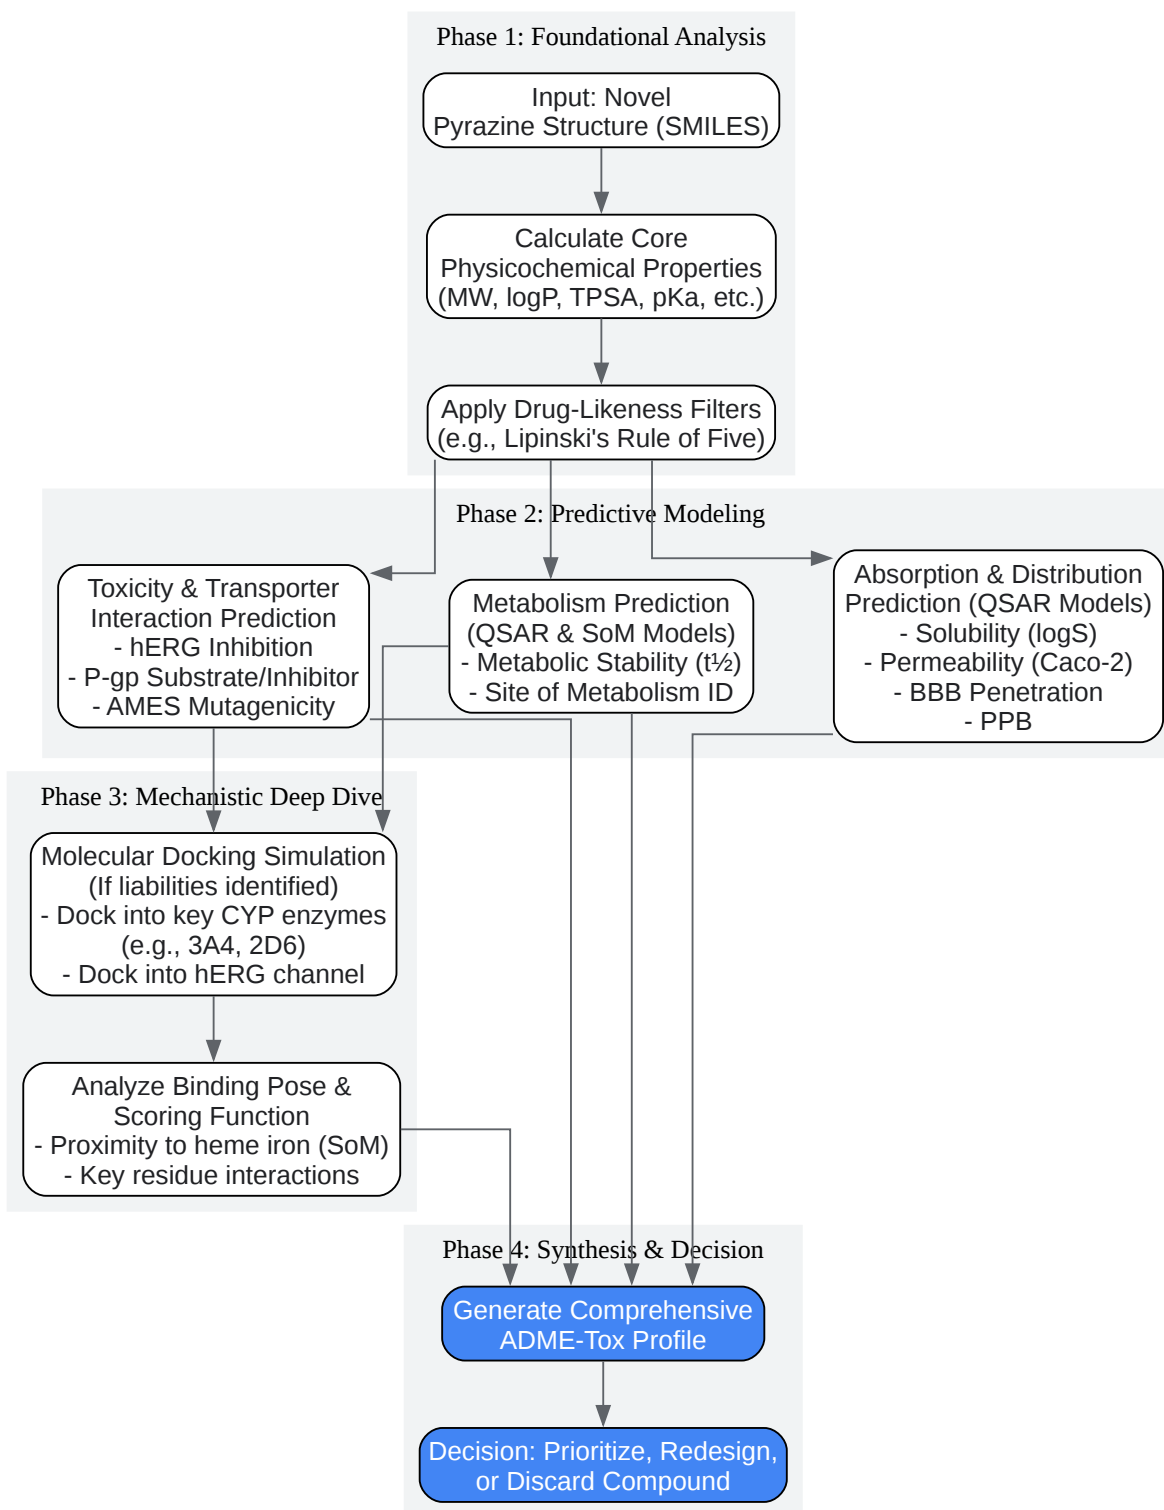 Phase 1: Foundational Analysis
Input: Novel
Pyrazine Structure (SMILES)
Calculate Core
Physicochemical Properties
(MW, logP, TPSA, pKa, etc.)
Apply Drug-Likeness Filters
(e.g., Lipinski's Rule of Five)
Phase 2: Predictive Modeling
Toxicity & Transporter
Interaction Prediction
- hERG Inhibition
- P-gp Substrate/Inhibitor
- AMES Mutagenicity
Metabolism Prediction
(QSAR & SoM Models)
- Metabolic Stability (t½)
- Site of Metabolism ID
Absorption & Distribution
Prediction (QSAR Models)
- Solubility (logS)
- Permeability (Caco-2)
- BBB Penetration
- PPB
Phase 3: Mechanistic Deep Dive
Molecular Docking Simulation
(If liabilities identified)
- Dock into key CYP enzymes
(e.g., 3A4, 2D6)
- Dock into hERG channel
Analyze Binding Pose &
Scoring Function
- Proximity to heme iron (SoM)
- Key residue interactions
Phase 4: Synthesis & Decision
Generate Comprehensive
ADME-Tox Profile
Decision: Prioritize, Redesign,
or Discard Compound